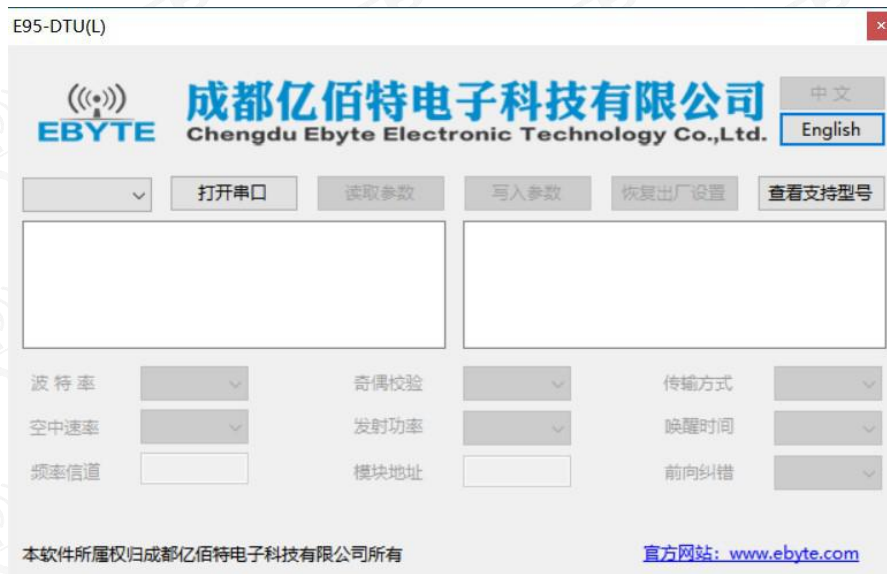 E95-DTU(L)
EBYTE
成都亿佰特电子科技有限公司
Chengdu Ebyte Electronic Technology Co.,Ltd.
中文
English
打开串口 读取参数 写入参数 恢复出厂设置 查看支持型号
波特率 奇偶校验 传输方式
空中速率 发射功率 唤醒时间
频率信道 模块地址 前向纠错
本软件所属权归成都亿佰特电子科技有限公司所有 官方网站：www.ebyte.com